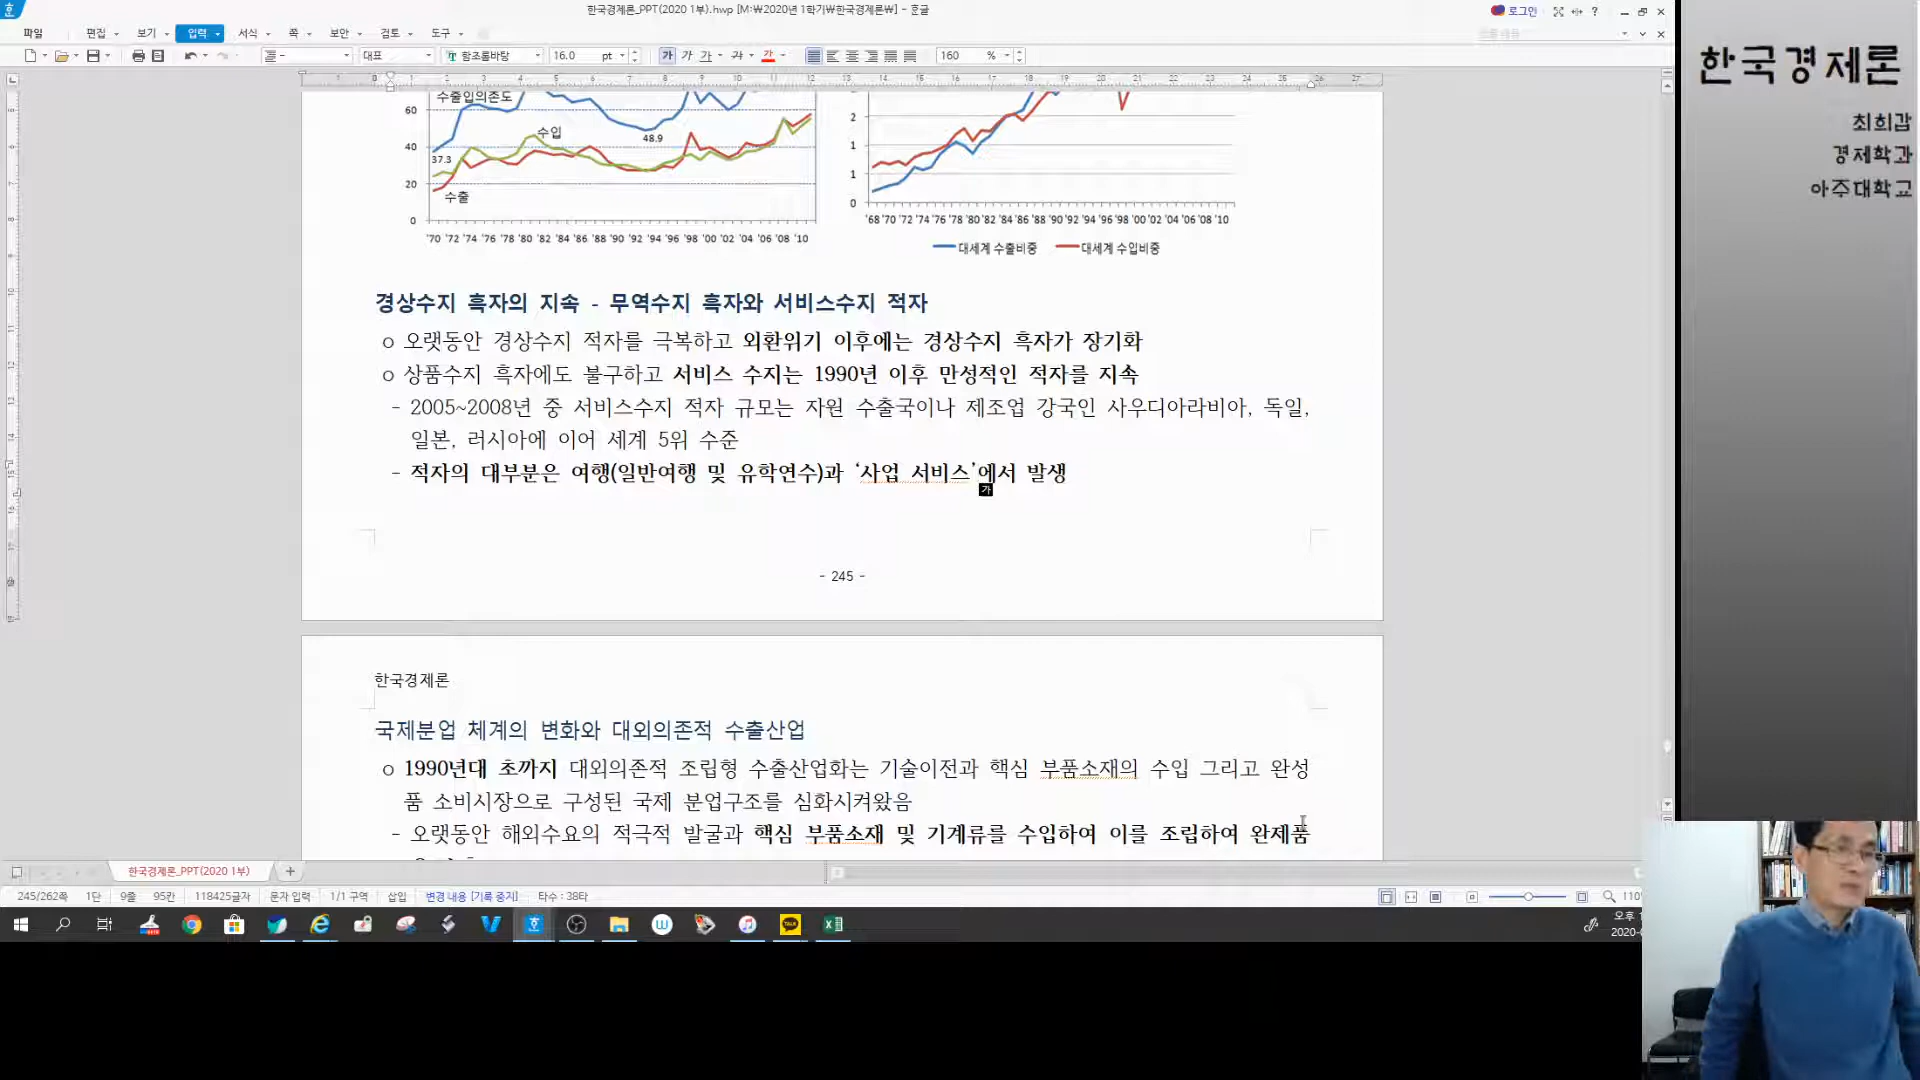 한국경제론_PPT(2020 1부).hwp [M:\2020년 1학기\한국경제론\] - 훈글
로그인
파일 편집 보기 입력 서식 쪽 보안 검토 도구
대표 함초롬바탕 16.0 pt 가 가 가 가 가 160 %
수출입의존도
60
수입
40
48.9
37.3
20
수출
0
'70 '72 '74 '76 '78 '80 '82 '84 '86 '88 '90 '92 '94 '96 '98 '00 '02 '04 '06 '08 '10
2
1
1
0
'68 '70 '72 '74 '76 '78 '80 '82 '84 '86 '88 '90 '92 '94 '96 '98 '00 '02 '04 '06 '08 '10
대세계 수출비중 대세계 수입비중
경상수지 흑자의 지속 - 무역수지 흑자와 서비스수지 적자
o 오랫동안 경상수지 적자를 극복하고 외환위기 이후에는 경상수지 흑자가 장기화
o 상품수지 흑자에도 불구하고 서비스 수지는 1990년 이후 만성적인 적자를 지속
- 2005~2008년 중 서비스수지 적자 규모는 자원 수출국이나 제조업 강국인 사우디아라비아, 독일,
일본, 러시아에 이어 세계 5위 수준
- 적자의 대부분은 여행(일반여행 및 유학연수)과 '사업 서비스'에서 발생
가
- 245 -
한국경제론
국제분업 체계의 변화와 대외의존적 수출산업
o 1990년대 초까지 대외의존적 조립형 수출산업화는 기술이전과 핵심 부품소재의 수입 그리고 완성
품 소비시장으로 구성된 국제 분업구조를 심화시켜왔음
- 오랫동안 해외수요의 적극적 발굴과 핵심 부품소재 및 기계류를 수입하여 이를 조립하여 완제품
한국경제론_PPT(2020 1부)
245/262쪽 1단 9줄 95칸 118425글자 문자 입력 1/1 구역 삽입 변경 내용 [기록 중지] 타수 : 38타
110
오후 1
2020-
한국경제론
최희갑
경제학과
아주대학교